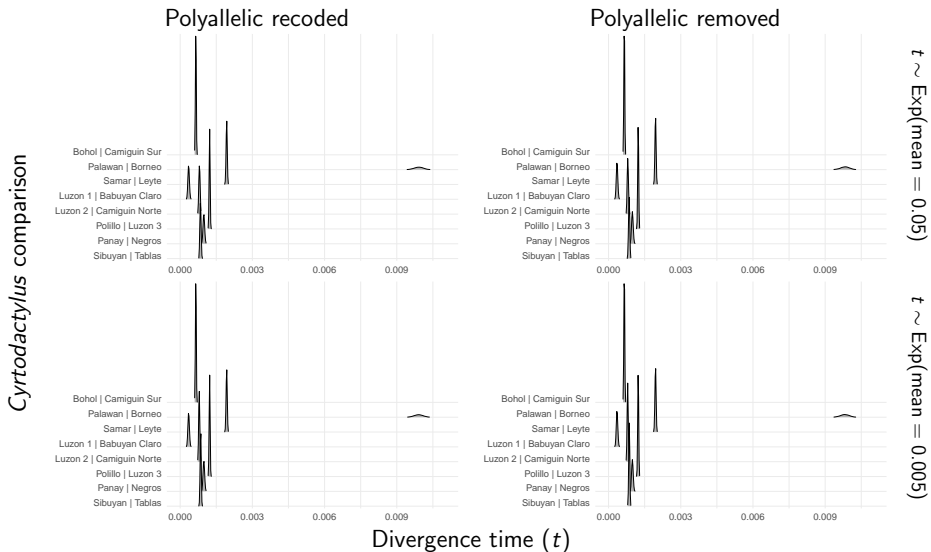 Polyallelic recoded
Polyallelic removed
Cyrtodactylus comparison
Bohol | Camiguin Sur
Palawan | Borneo
Samar | Leyte
Luzon 1 | Babuyan Claro
Luzon 2 | Camiguin Norte
Polillo | Luzon 3
Panay | Negros
Sibuyan | Tablas
0.000 0.003 0.006 0.009
Bohol | Camiguin Sur
Palawan | Borneo
Samar | Leyte
Luzon 1 | Babuyan Claro
Luzon 2 | Camiguin Norte
Polillo | Luzon 3
Panay | Negros
Sibuyan | Tablas
0.000 0.003 0.006 0.009
t ∼ Exp(mean = 0.05)
Bohol | Camiguin Sur
Palawan | Borneo
Samar | Leyte
Luzon 1 | Babuyan Claro
Luzon 2 | Camiguin Norte
Polillo | Luzon 3
Panay | Negros
Sibuyan | Tablas
0.000 0.003 0.006 0.009
Bohol | Camiguin Sur
Palawan | Borneo
Samar | Leyte
Luzon 1 | Babuyan Claro
Luzon 2 | Camiguin Norte
Polillo | Luzon 3
Panay | Negros
Sibuyan | Tablas
0.000 0.003 0.006 0.009
t ∼ Exp(mean = 0.005)
Divergence time (t)